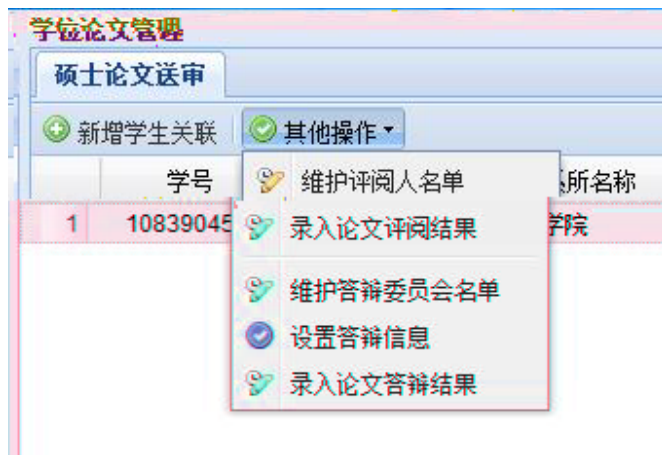 学位论文管理
硕士论文送审
新增学生关联 其他操作
学号 系所名称
维护评阅人名单
1 10839045 学院
录入论文评阅结果
维护答辩委员会名单
设置答辩信息
录入论文答辩结果